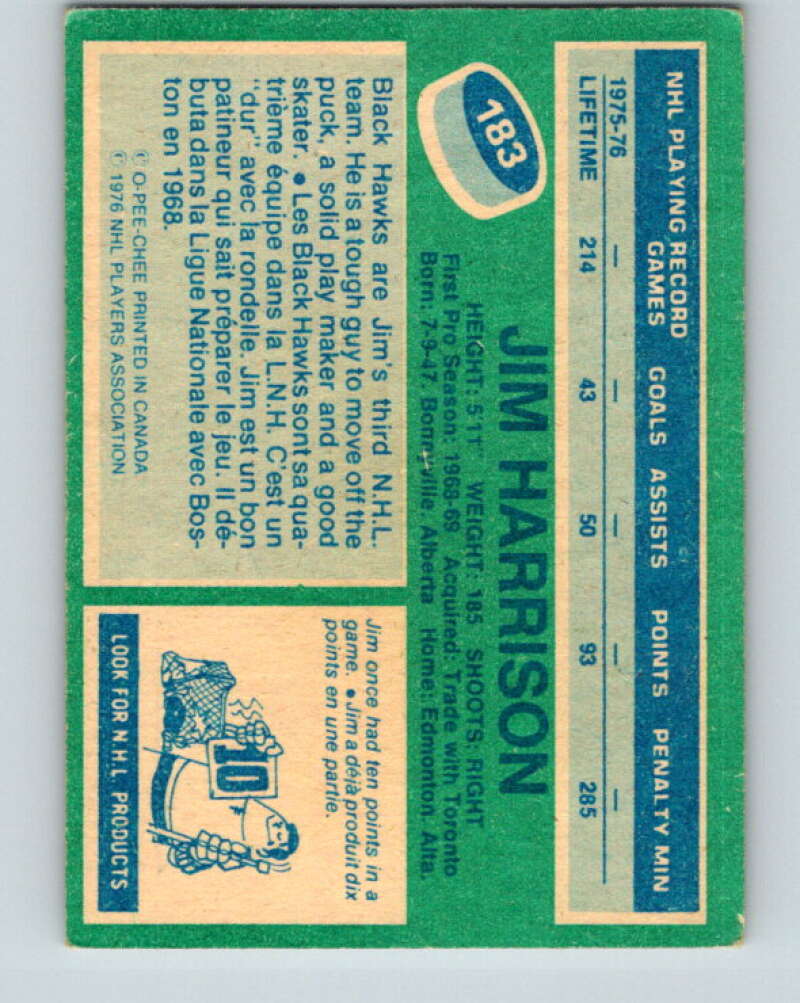 NHL PLAYING RECORD
GAMES GOALS ASSISTS POINTS PENALTY MIN
1975-76 — — — — —
LIFETIME 214 43 50 93 285
183
JIM HARRISON
HEIGHT: 5'11" WEIGHT: 185 SHOOTS: RIGHT
First Pro Season: 1968-69 Acquired: Trade with Toronto
Born: 7-9-47, Bonnyville, Alberta Home: Edmonton, Alta.
Black Hawks are Jim's third N.H.L.
team. He is a tough guy to move off the
puck, a solid play maker and a good
skater. • Les Black Hawks sont sa qua-
trième équipe dans la L.N.H. C'est un
"dur" avec la rondelle. Jim est un bon
patineur qui sait préparer le jeu. Il dé-
buta dans la Ligue Nationale avec Bos-
ton en 1968.
© O-PEE-CHEE PRINTED IN CANADA
© 1976 NHL PLAYERS ASSOCIATION
Jim once had ten points in a
game. • Jim a déjà produit dix
points en une partie.
10
LOOK FOR N.H.L PRODUCTS